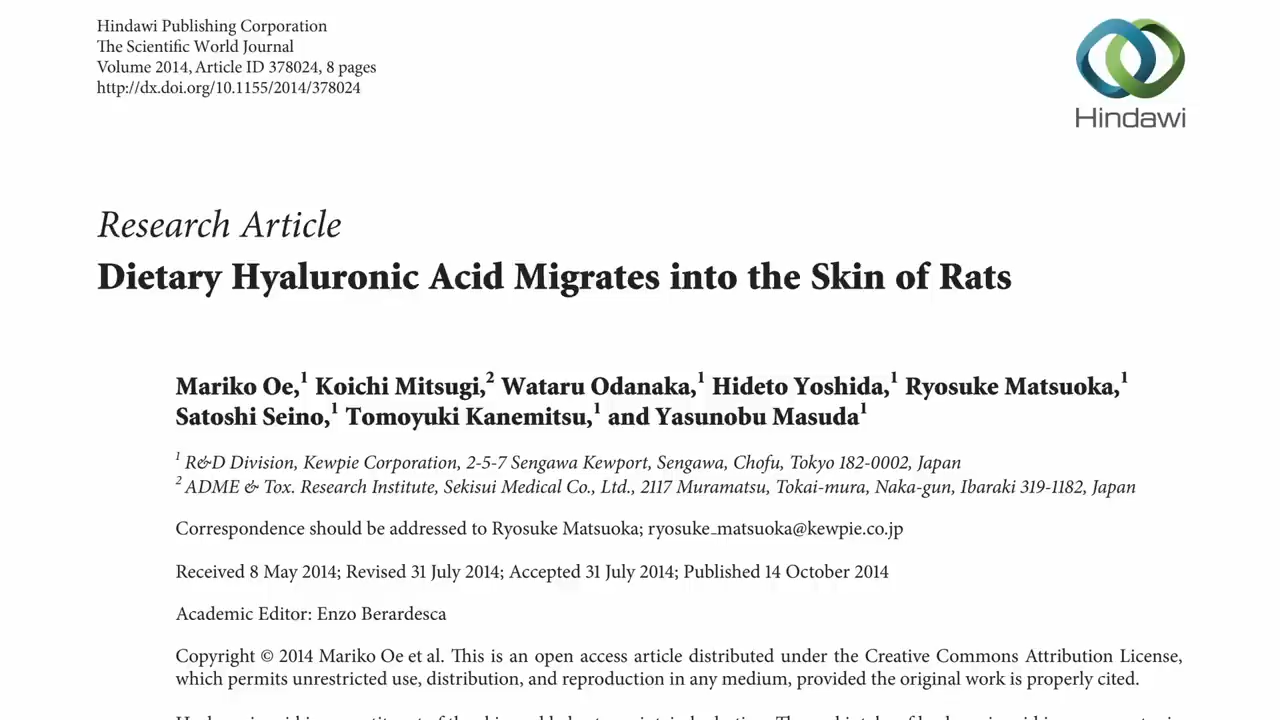 Hindawi Publishing Corporation
The Scientific World Journal
Volume 2014, Article ID 378024, 8 pages
http://dx.doi.org/10.1155/2014/378024
Hindawi
Research Article
Dietary Hyaluronic Acid Migrates into the Skin of Rats
Mariko Oe,1 Koichi Mitsugi,2 Wataru Odanaka,1 Hideto Yoshida,1 Ryosuke Matsuoka,1
Satoshi Seino,1 Tomoyuki Kanemitsu,1 and Yasunobu Masuda1
1 R&D Division, Kewpie Corporation, 2-5-7 Sengawa Kewport, Sengawa, Chofu, Tokyo 182-0002, Japan
2 ADME & Tox. Research Institute, Sekisui Medical Co., Ltd., 2117 Muramatsu, Tokai-mura, Naka-gun, Ibaraki 319-1182, Japan
Correspondence should be addressed to Ryosuke Matsuoka; ryosuke_matsuoka@kewpie.co.jp
Received 8 May 2014; Revised 31 July 2014; Accepted 31 July 2014; Published 14 October 2014
Academic Editor: Enzo Berardesca
Copyright © 2014 Mariko Oe et al. This is an open access article distributed under the Creative Commons Attribution License,
which permits unrestricted use, distribution, and reproduction in any medium, provided the original work is properly cited.